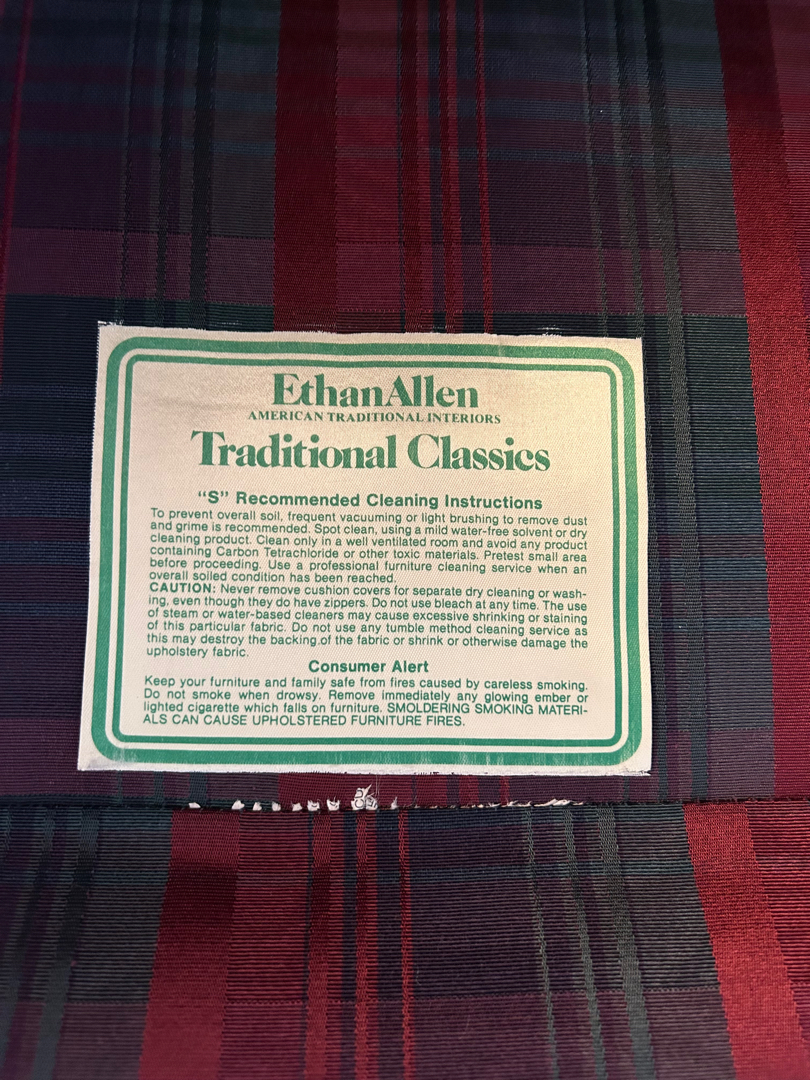 EthanAllen
AMERICAN TRADITIONAL INTERIORS
Traditional Classics
“S” Recommended Cleaning Instructions
To prevent overall soil, frequent vacuuming or light brushing to remove dust
and grime is recommended. Spot clean, using a mild water-free solvent or dry
cleaning product. Clean only in a well ventilated room and avoid any product
containing Carbon Tetrachloride or other toxic materials. Pretest small area
before proceeding. Use a professional furniture cleaning service when an
overall soiled condition has been reached.
CAUTION: Never remove cushion covers for separate dry cleaning or wash-
ing, even though they do have zippers. Do not use bleach at any time. The use
of steam or water-based cleaners may cause excessive shrinking or staining
of this particular fabric. Do not use any tumble method cleaning service as
this may destroy the backing.of the fabric or shrink or otherwise damage the
upholstery fabric.
Consumer Alert
Keep your furniture and family safe from fires caused by careless smoking.
Do not smoke when drowsy. Remove immediately any glowing ember or
lighted cigarette which falls on furniture. SMOLDERING SMOKING MATERI-
ALS CAN CAUSE UPHOLSTERED FURNITURE FIRES.